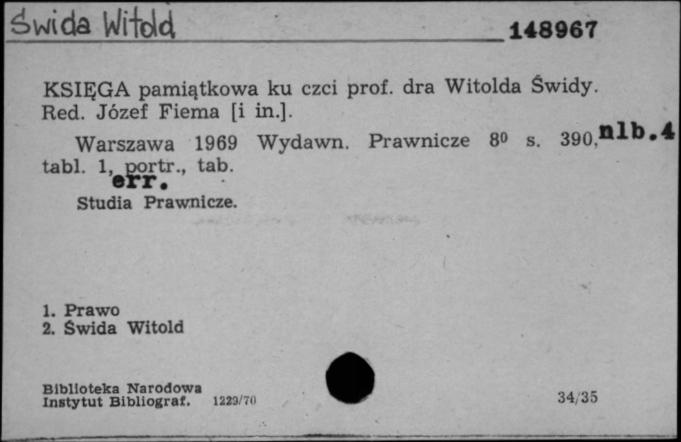 Świda Witold
148967
KSIĘGA pamiątkowa ku czci prof. dra Witolda Świdy.
Red. Józef Fiema [i in.].
Warszawa 1969 Wydawn. Prawnicze 8⁰ s. 390, nlb.4
tabl. 1, portr., tab.
err.
Studia Prawnicze.
1. Prawo
2. Świda Witold
Biblioteka Narodowa
Instytut Bibliograf. 1229/70
34/35